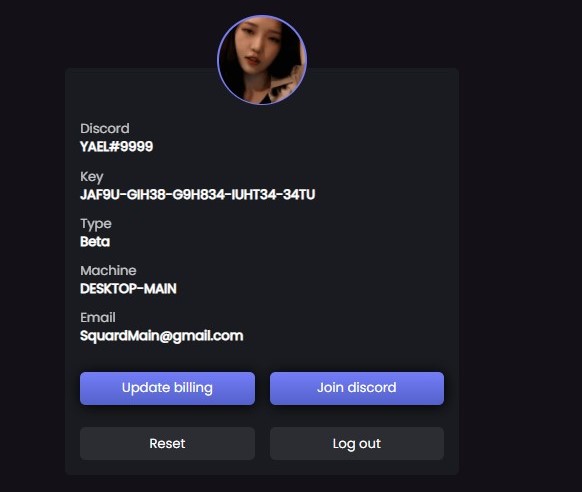 Discord
YAEL#9999
Key
JAF9U-GIH38-G9H834-IUHT34-34TU
Type
Beta
Machine
DESKTOP-MAIN
Email
SquardMain@gmail.com
Update billing
Join discord
Reset
Log out